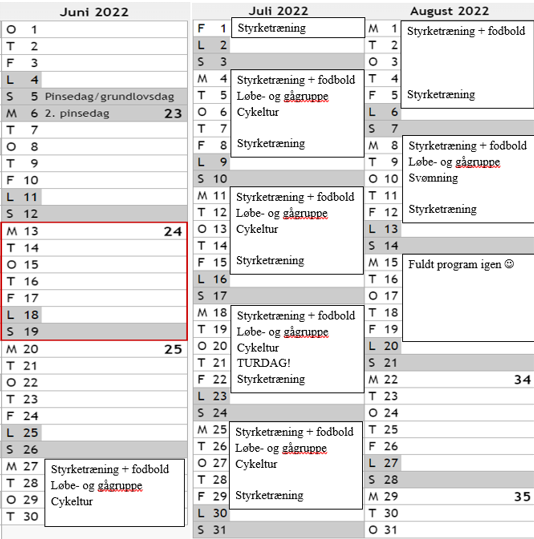 Juni 2022
O 1
T 2
F 3
L 4
S 5 Pinsedag/grundlovsdag
M 6 2. pinsedag 23
T 7
O 8
T 9
F 10
L 11
S 12
M 13 24
T 14
O 15
T 16
F 17
L 18
S 19
M 20 25
T 21
O 22
T 23
F 24
L 25
S 26
M 27 Styrketræning + fodbold
T 28 Løbe- og gågruppe
O 29 Cykeltur
T 30
Juli 2022
F 1 Styrketræning
L 2
S 3
M 4 Styrketræning + fodbold
T 5 Løbe- og gågruppe
O 6 Cykeltur
T 7
F 8 Styrketræning
L 9
S 10
M 11 Styrketræning + fodbold
T 12 Løbe- og gågruppe
O 13 Cykeltur
T 14
F 15 Styrketræning
L 16
S 17
M 18 Styrketræning + fodbold
T 19 Løbe- og gågruppe
O 20 Cykeltur
T 21 TURDAG!
F 22 Styrketræning
L 23
S 24
M 25 Styrketræning + fodbold
T 26 Løbe- og gågruppe
O 27 Cykeltur
T 28
F 29 Styrketræning
L 30
S 31
August 2022
M 1 Styrketræning + fodbold
T 2
O 3
T 4
F 5 Styrketræning
L 6
S 7
M 8 Styrketræning + fodbold
T 9 Løbe- og gågruppe
O 10 Svømning
T 11
F 12 Styrketræning
L 13
S 14
M 15 Fuldt program igen ☺
T 16
O 17
T 18
F 19
L 20
S 21
M 22 34
T 23
O 24
T 25
F 26
L 27
S 28
M 29 35
T 30
O 31